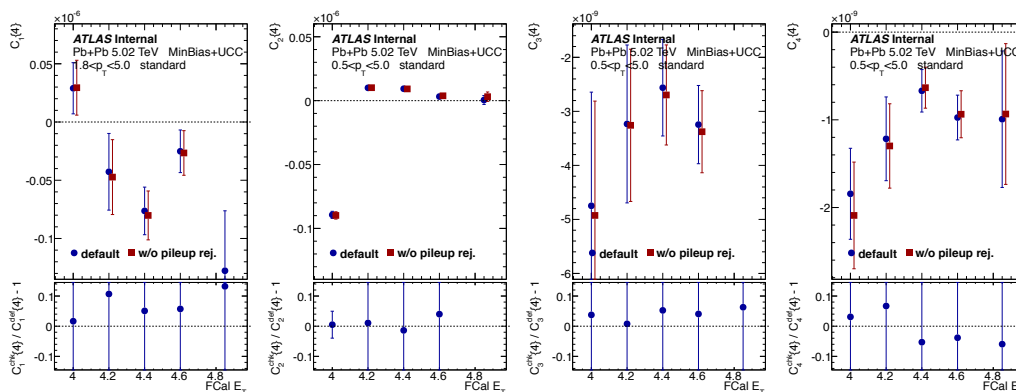 ×10⁻⁶
C₁{4}
ATLAS Internal
Pb+Pb 5.02 TeV MinBias+UCC
.8<p_T<5.0 standard
0.05
0
−0.05
−0.1
default
w/o pileup rej.
C₁^chk{4} / C₁^def{4} - 1
0.1
0
−0.1
4 4.2 4.4 4.6 4.8
FCal E_T
×10⁻⁶
C₂{4}
ATLAS Internal
Pb+Pb 5.02 TeV MinBias+UCC
0.5<p_T<5.0 standard
0.05
0
−0.05
−0.1
default
w/o pileup rej.
C₂^chk{4} / C₂^def{4} - 1
0.1
0
−0.1
4 4.2 4.4 4.6 4.8
FCal E_T
×10⁻⁹
C₃{4}
ATLAS Internal
Pb+Pb 5.02 TeV MinBias+UCC
0.5<p_T<5.0 standard
−2
−3
−4
−5
−6
default
w/o pileup rej.
C₃^chk{4} / C₃^def{4} - 1
0.1
0
−0.1
4 4.2 4.4 4.6 4.8
FCal E_T
×10⁻⁹
C₄{4}
ATLAS Internal
Pb+Pb 5.02 TeV MinBias+UCC
0.5<p_T<5.0 standard
0
−1
−2
default
w/o pileup rej.
C₄^chk{4} / C₄^def{4} - 1
0.1
0
−0.1
4 4.2 4.4 4.6 4.8
FCal E_T